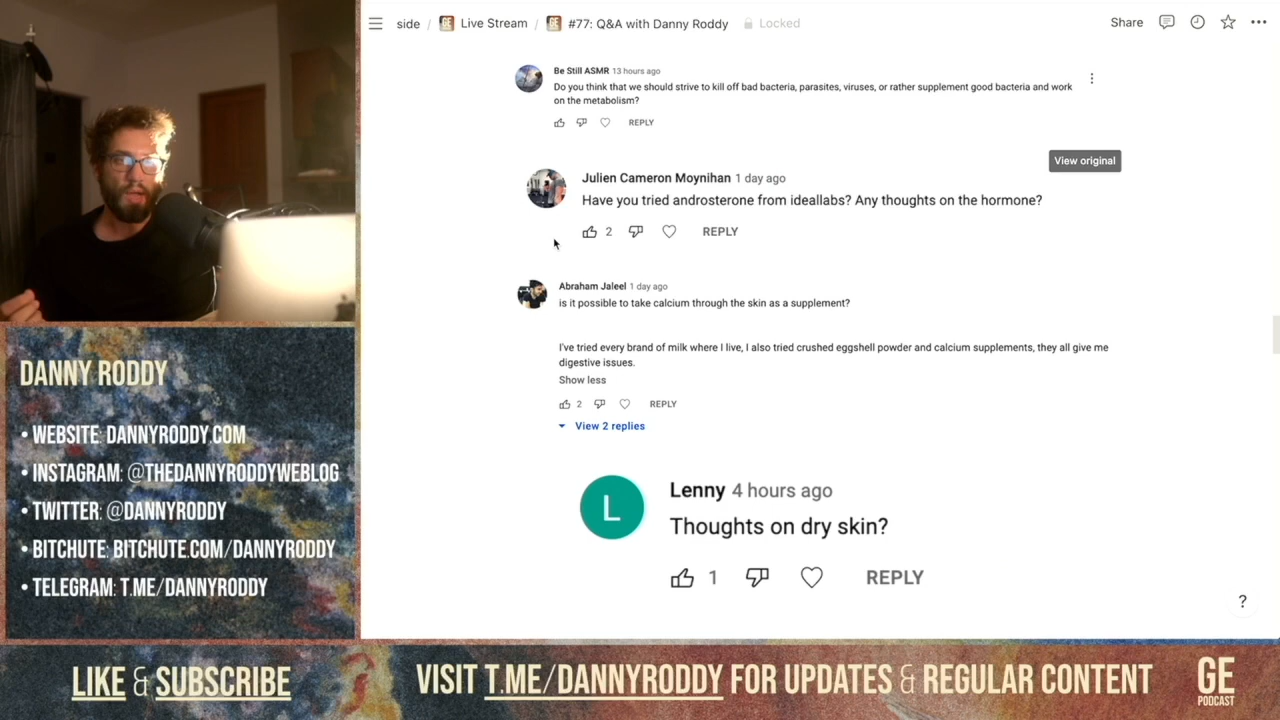 side / Live Stream / #77: Q&A with Danny Roddy Locked
Share
Be Still ASMR 13 hours ago
Do you think that we should strive to kill off bad bacteria, parasites, viruses, or rather supplement good bacteria and work
on the metabolism?
REPLY
View original
Julien Cameron Moynihan 1 day ago
Have you tried androsterone from ideallabs? Any thoughts on the hormone?
2 REPLY
Abraham Jaleel 1 day ago
is it possible to take calcium through the skin as a supplement?
I've tried every brand of milk where I live, I also tried crushed eggshell powder and calcium supplements, they all give me
digestive issues.
Show less
2 REPLY
View 2 replies
L
Lenny 4 hours ago
Thoughts on dry skin?
1 REPLY
?
DANNY RODDY
• WEBSITE: DANNYRODDY.COM
• INSTAGRAM: @THEDANNYRODDYWEBLOG
• TWITTER: @DANNYRODDY
• BITCHUTE: BITCHUTE.COM/DANNYRODDY
• TELEGRAM: T.ME/DANNYRODDY
LIKE & SUBSCRIBE
VISIT T.ME/DANNYRODDY FOR UPDATES & REGULAR CONTENT
GE
PODCAST